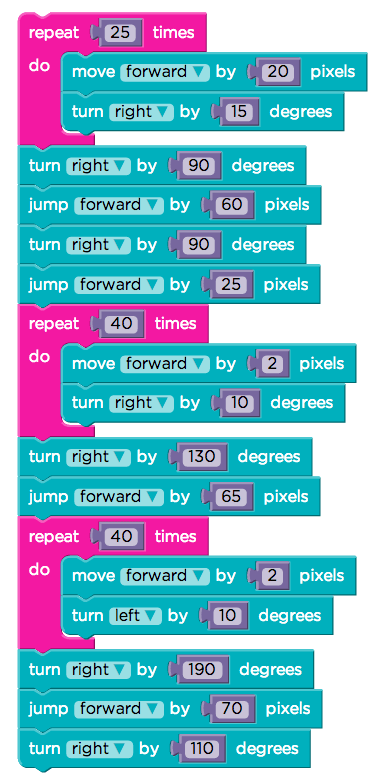 repeat 25 times
do move forward▼ by 20 pixels
turn right▼ by 15 degrees
turn right▼ by 90 degrees
jump forward▼ by 60 pixels
turn right▼ by 90 degrees
jump forward▼ by 25 pixels
repeat 40 times
do move forward▼ by 2 pixels
turn right▼ by 10 degrees
turn right▼ by 130 degrees
jump forward▼ by 65 pixels
repeat 40 times
do move forward▼ by 2 pixels
turn left▼ by 10 degrees
turn right▼ by 190 degrees
jump forward▼ by 70 pixels
turn right▼ by 110 degrees